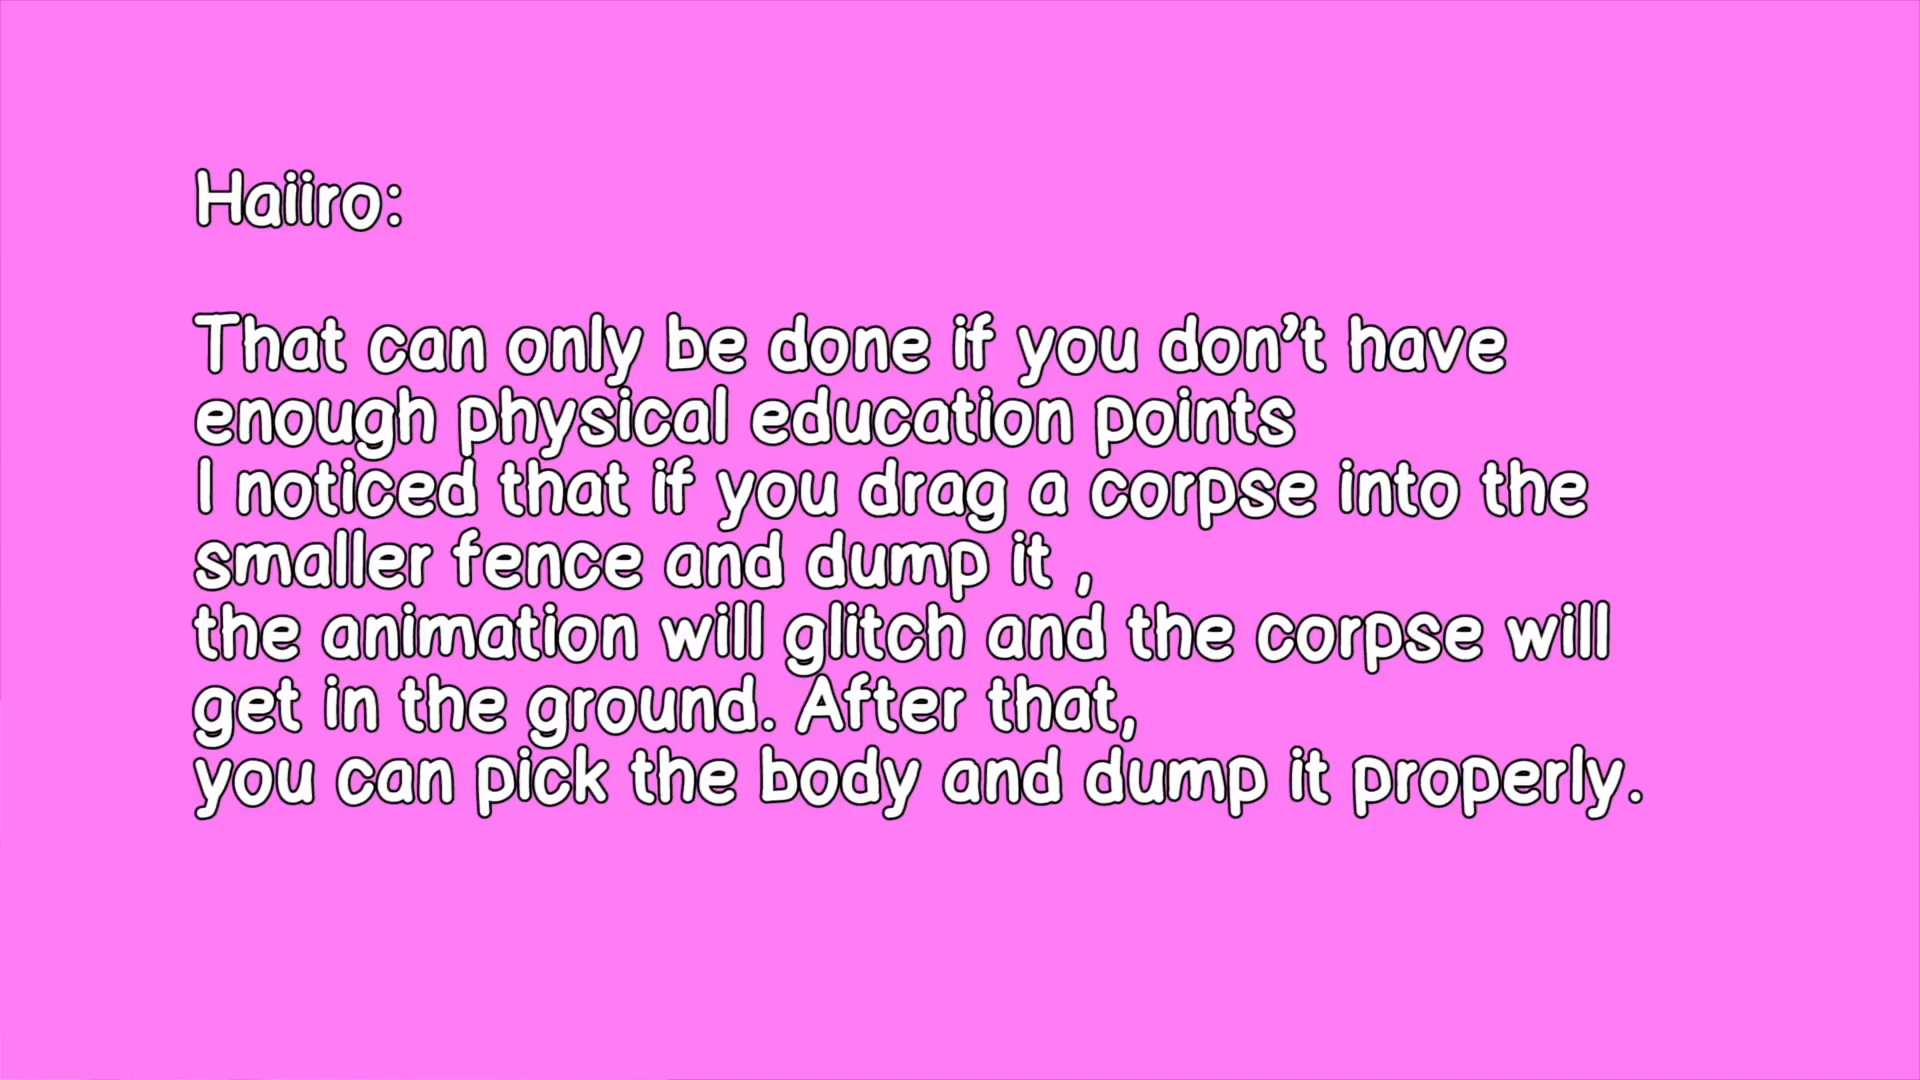 Haiiro:
That can only be done if you don't have
enough physical education points
I noticed that if you drag a corpse into the
smaller fence and dump it ,
the animation will glitch and the corpse will
get in the ground. After that,
you can pick the body and dump it properly.